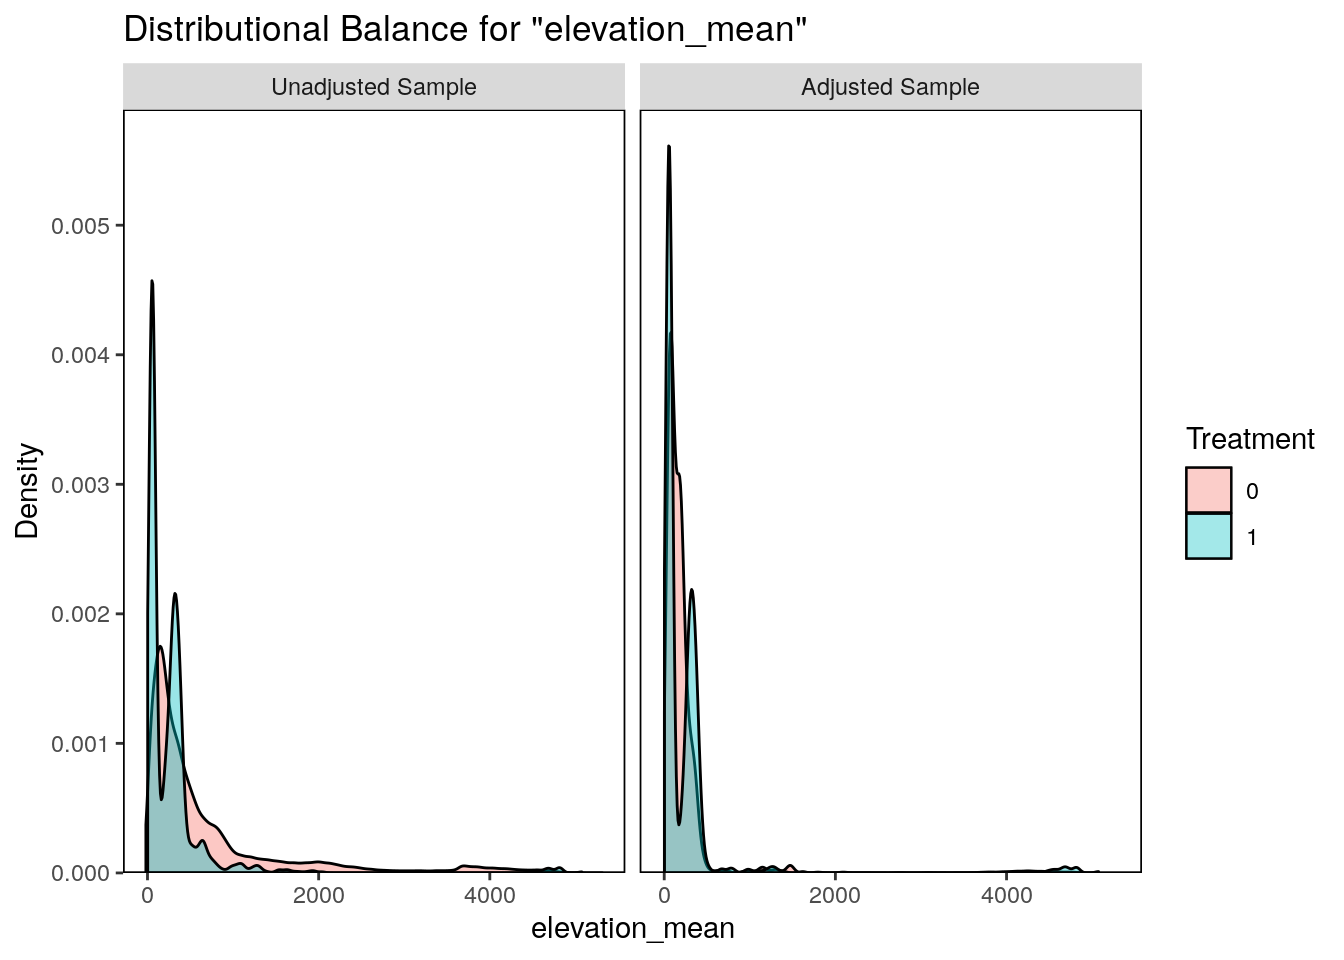 Distributional Balance for "elevation_mean"
Unadjusted Sample
Adjusted Sample
0.005
0.004
0.003
0.002
0.001
0.000
Density
0
2000
4000
0
2000
4000
elevation_mean
Treatment
0
1